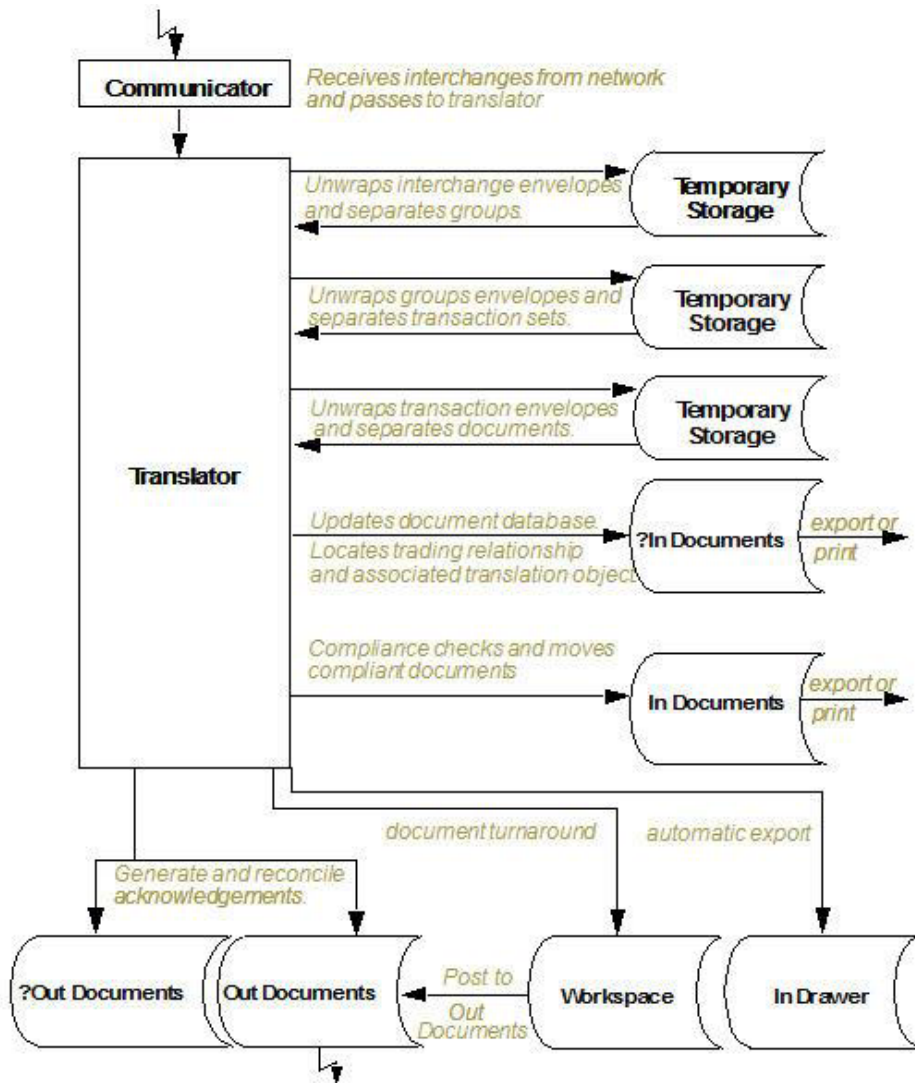 Communicator
Receives interchanges from network
and passes to translator
Unwraps interchange envelopes
and separates groups.
Temporary
Storage
Unwraps groups envelopes and
separates transaction sets.
Temporary
Storage
Unwraps transaction envelopes
and separates documents.
Temporary
Storage
Translator
Updates document database.
Locates trading relationship
and associated translation object
?In Documents
export or
print
Compliance checks and moves
compliant documents
In Documents
export or
print
document turnaround
automatic export
Generate and reconcile
acknowledgements.
?Out Documents
Out Documents
Post to
Out
Documents
Workspace
In Drawer